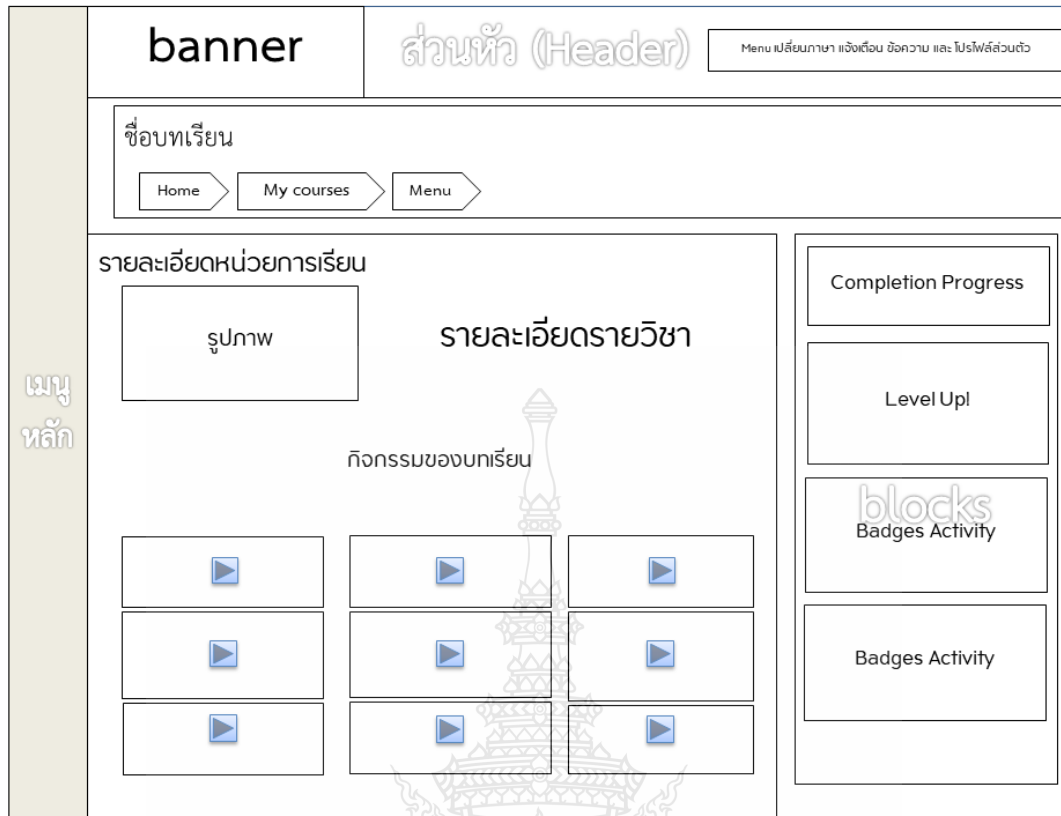 banner
ส่วนหัว (Header)
Menu เปลี่ยนภาษา แจ้งเตือน ข้อความ และ โปรไฟล์ส่วนตัว
ชื่อบทเรียน
Home
My courses
Menu
เมนู
หลัก
รายละเอียดหน่วยการเรียน
รูปภาพ
รายละเอียดรายวิชา
กิจกรรมของบทเรียน
Completion Progress
Level Up!
blocks
Badges Activity
Badges Activity